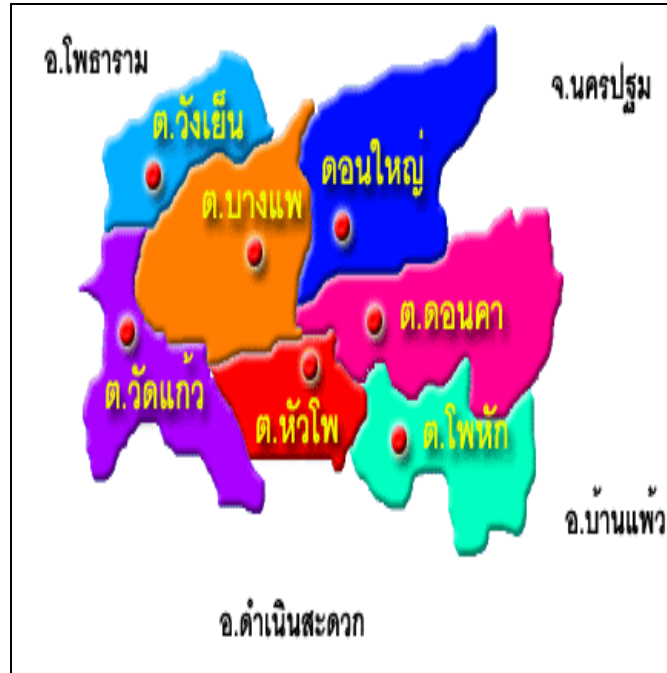 อ.โพธาราม
จ.นครปฐม
ต.วังเย็น
ดอนใหญ่
ต.บางแพ
ต.ดอนคา
ต.วัดแก้ว
ต.หัวโพ
ต.โพหัก
อ.บ้านแพ้ว
อ.ดำเนินสะดวก